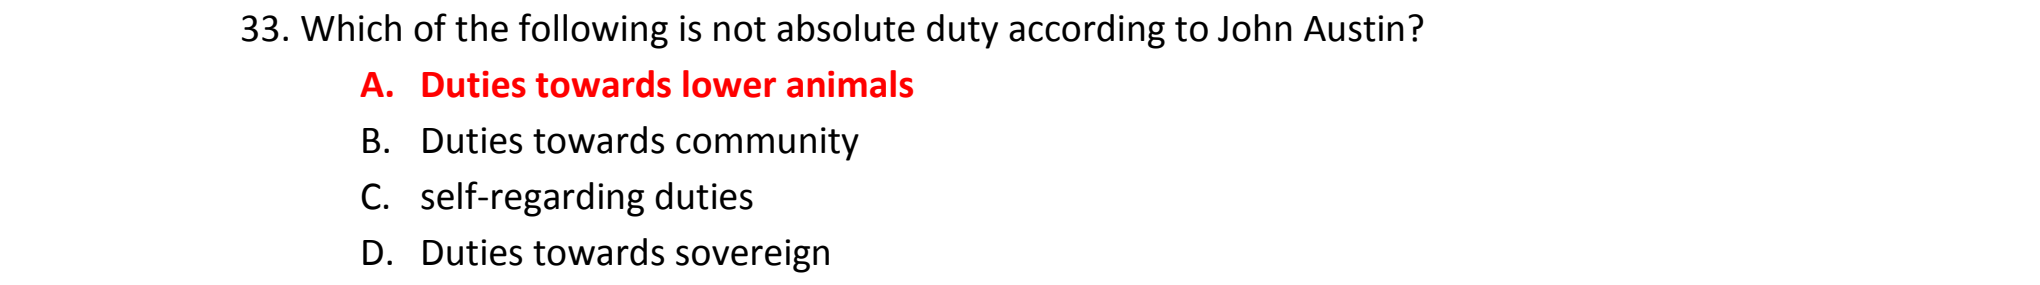 33. Which of the following is not absolute duty according to John Austin?
A. Duties towards lower animals
B. Duties towards community
C. self-regarding duties
D. Duties towards sovereign